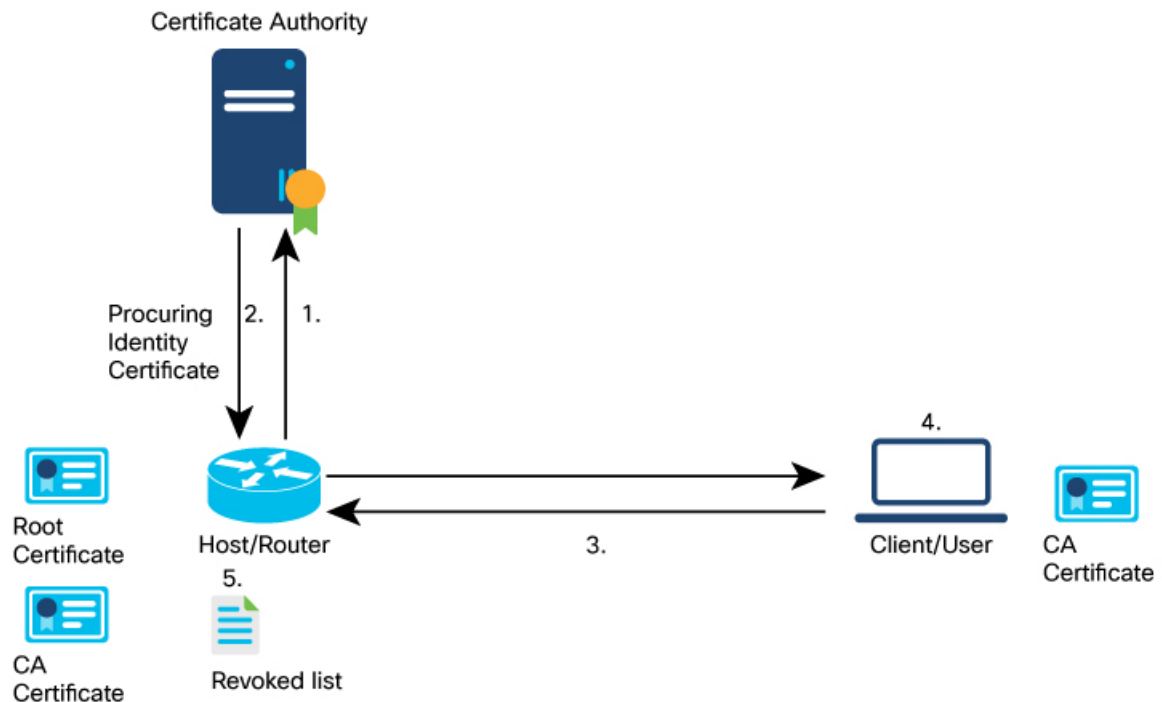 Certificate Authority
Procuring
Identity
Certificate
2.
1.
4.
Root
Certificate
Host/Router
3.
Client/User
CA
Certificate
5.
CA
Certificate
Revoked list